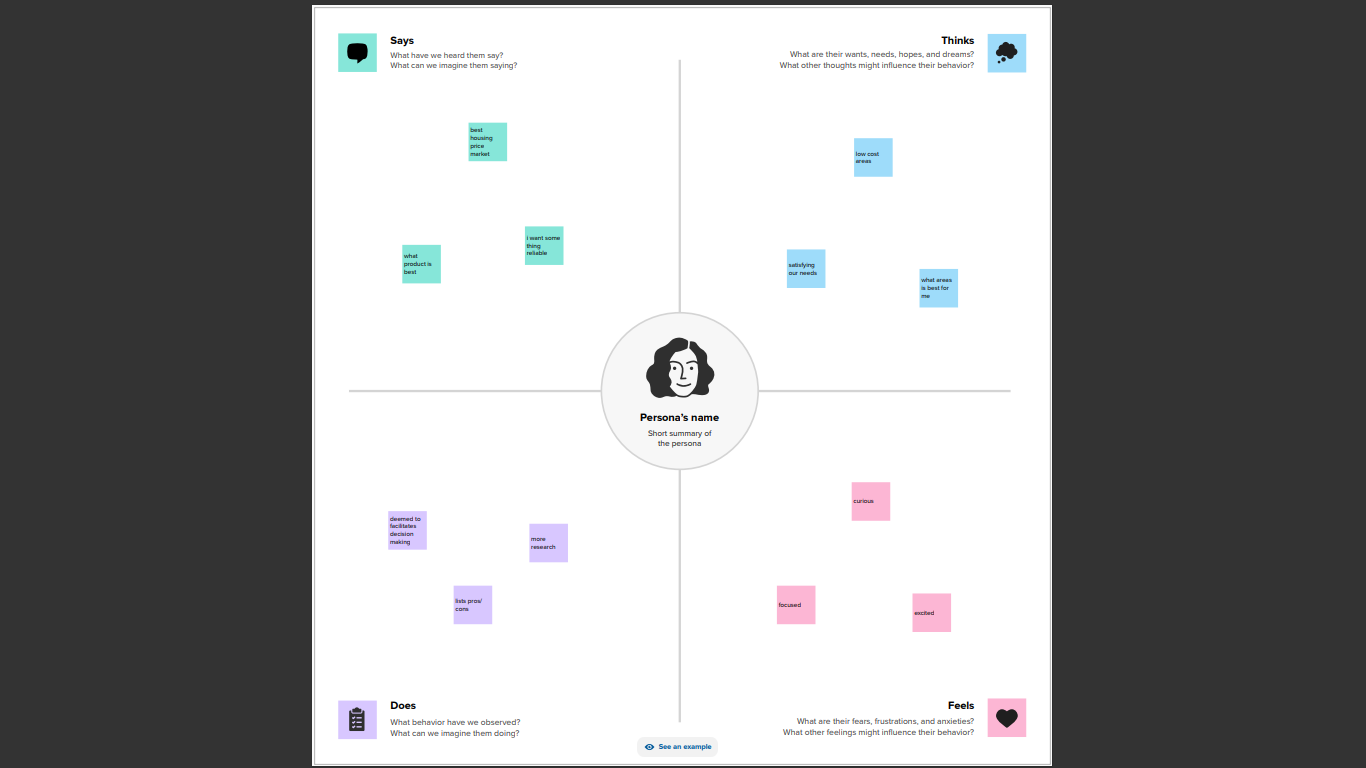 Says
What have we heard them say?
What can we imagine them saying?
Thinks
What are their wants, needs, hopes, and dreams?
What other thoughts might influence their behavior?
best
housing
price
market
what
product is
best
i want some
thing
reliable
low cost
areas
satisfying
our needs
what areas
is best for
me
Persona's name
Short summary of
the persona
deemed to
facilitates
decision
making
more
research
lists pros/
cons
curious
focused
excited
Does
What behavior have we observed?
What can we imagine them doing?
Feels
What are their fears, frustrations, and anxieties?
What other feelings might influence their behavior?
See an example